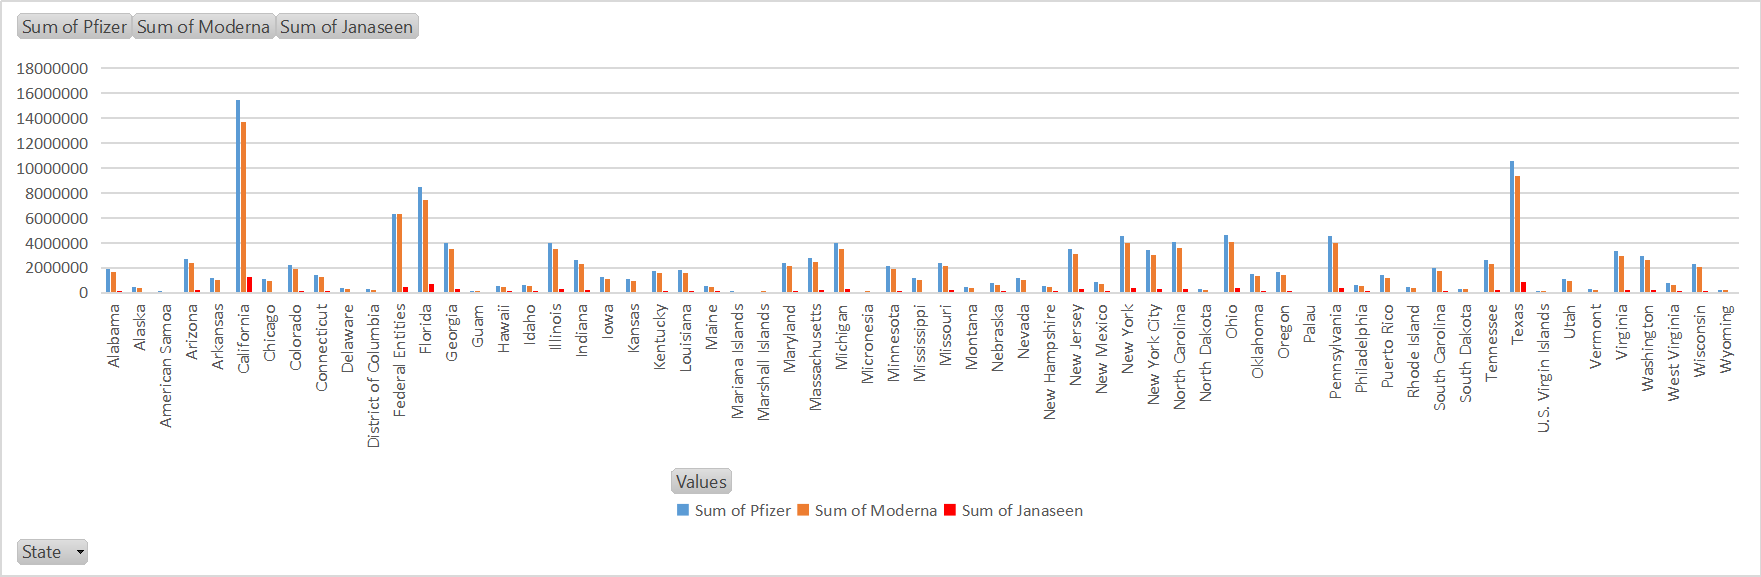 Sum of Pfizer Sum of Moderna Sum of Janaseen
18000000
16000000
14000000
12000000
10000000
8000000
6000000
4000000
2000000
0
Alabama
Alaska
American Samoa
Arizona
Arkansas
California
Chicago
Colorado
Connecticut
Delaware
District of Columbia
Federal Entities
Florida
Georgia
Guam
Hawaii
Idaho
Illinois
Indiana
Iowa
Kansas
Kentucky
Louisiana
Maine
Mariana Islands
Marshall Islands
Maryland
Massachusetts
Michigan
Micronesia
Minnesota
Mississippi
Missouri
Montana
Nebraska
Nevada
New Hampshire
New Jersey
New Mexico
New York
New York City
North Carolina
North Dakota
Ohio
Oklahoma
Oregon
Palau
Pennsylvania
Philadelphia
Puerto Rico
Rhode Island
South Carolina
South Dakota
Tennessee
Texas
U.S. Virgin Islands
Utah
Vermont
Virginia
Washington
West Virginia
Wisconsin
Wyoming
Values
Sum of Pfizer Sum of Moderna Sum of Janaseen
State